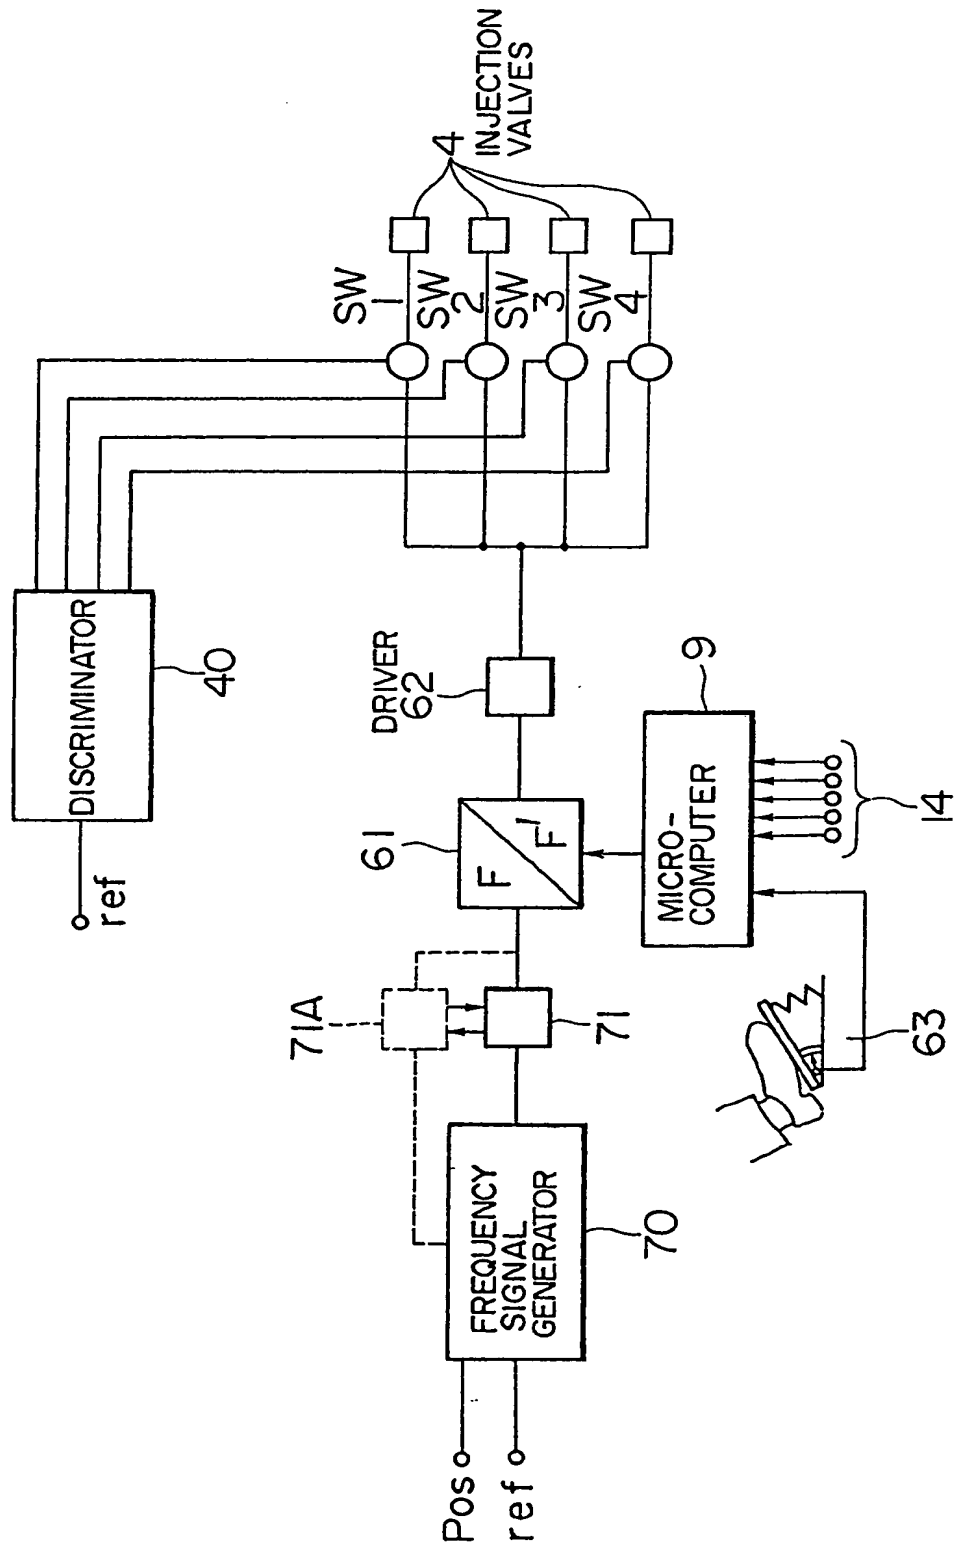 ref
DISCRIMINATOR
40
SW
1
SW
2
SW
3
SW
4
4
INJECTION
VALVES
Pos
ref
FREQUENCY
SIGNAL
GENERATOR
70
71A
71
61
F
F'
DRIVER
62
MICRO-
COMPUTER
9
14
63